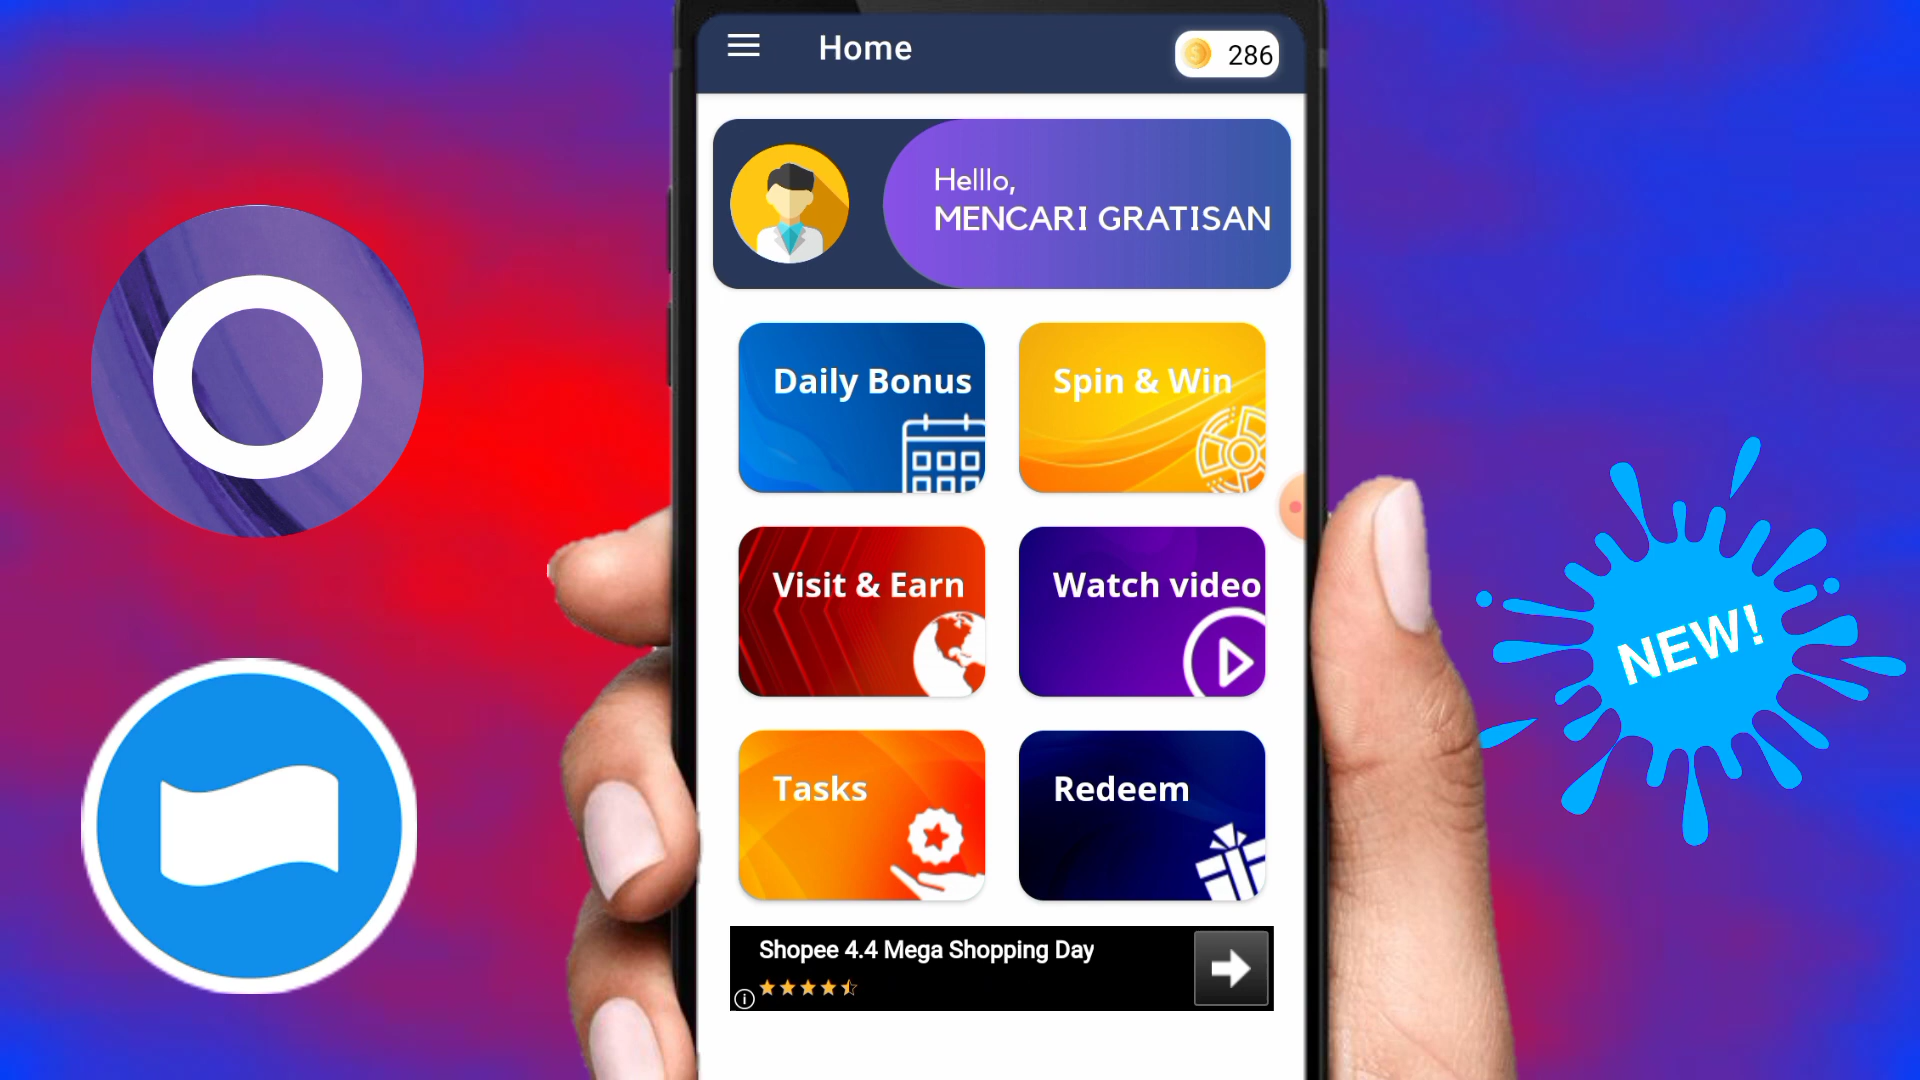 Home
286
Helllo,
MENCARI GRATISAN
Daily Bonus
Spin & Win
Visit & Earn
Watch video
Tasks
Redeem
Shopee 4.4 Mega Shopping Day
NEW!